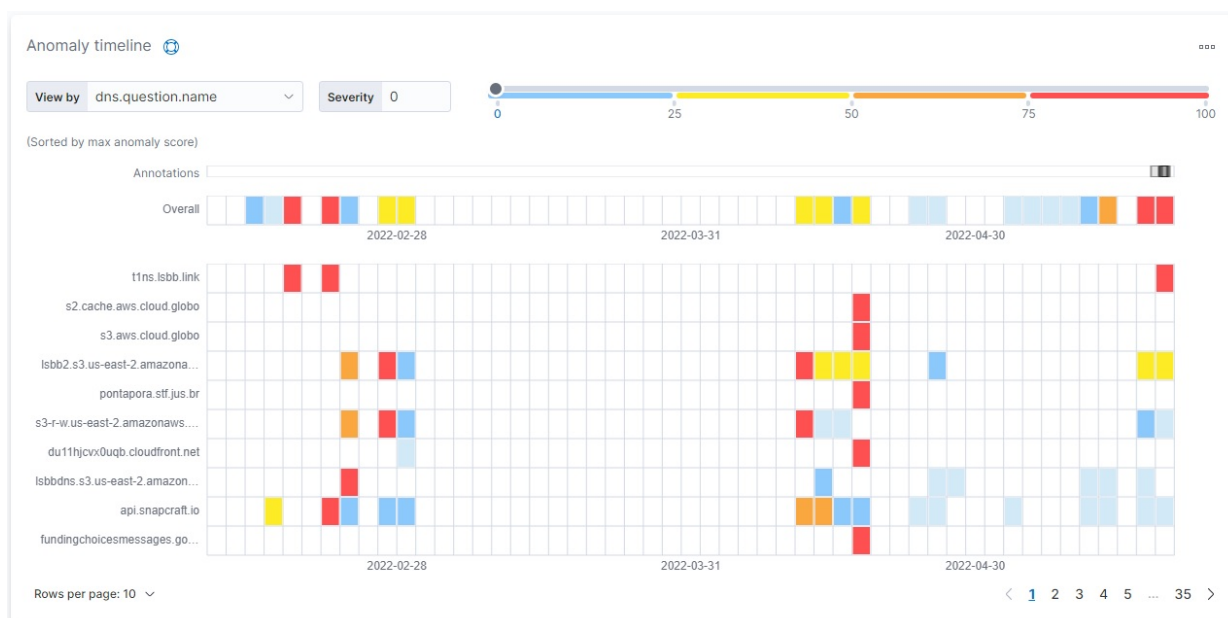 Anomaly timeline
View by dns.question.name Severity 0
0 25 50 75 100
(Sorted by max anomaly score)
Annotations
Overall
2022-02-28 2022-03-31 2022-04-30
t1ns.lsbb.link
s2.cache.aws.cloud.globo
s3.aws.cloud.globo
lsbb2.s3.us-east-2.amazona...
pontapora.stf.jus.br
s3-r-w.us-east-2.amazonaws....
du11hjcvx0uqb.cloudfront.net
lsbbdns.s3.us-east-2.amazon...
api.snapcraft.io
fundingchoicesmessages.go...
2022-02-28 2022-03-31 2022-04-30
Rows per page: 10 1 2 3 4 5 ... 35